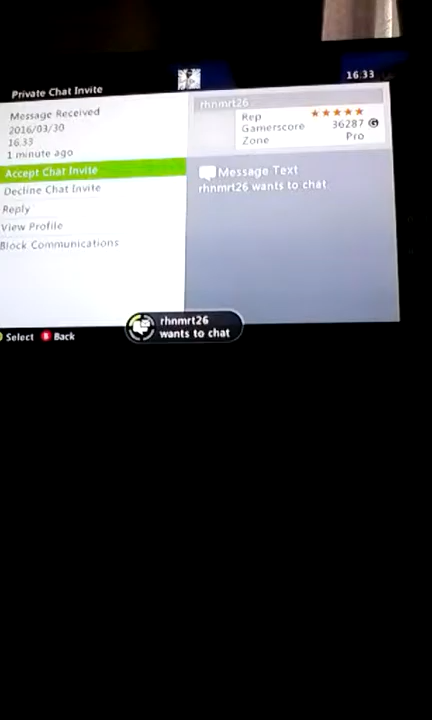 Private Chat Invite
16:33
Message Received
2016/03/30
16:33
1 minute ago
Accept Chat Invite
Decline Chat Invite
Reply
View Profile
Block Communications
rhnmrt26
Rep
Gamerscore 36287 G
Zone Pro
Message Text
rhnmrt26 wants to chat
Select B Back
rhnmrt26
wants to chat